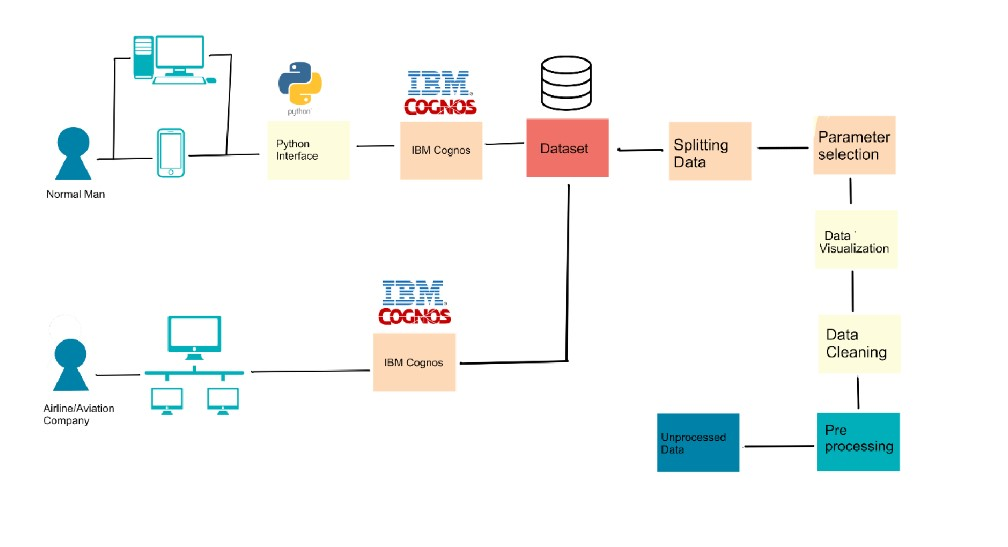 IBM
COGNOS
python
Python
Interface
IBM Cognos
Dataset
Splitting
Data
Parameter
selection
Normal Man
Data '
Visualization
IBM
COGNOS
IBM Cognos
Data
Cleaning
Airline/Aviation
Company
Unprocessed
Data
Pre
processing